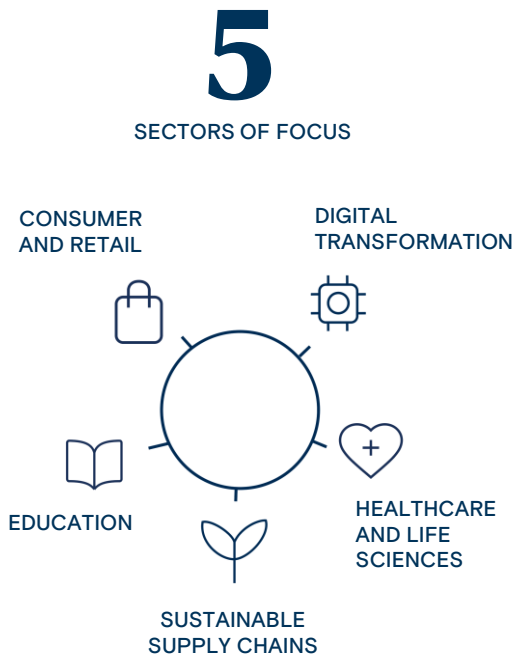 5
SECTORS OF FOCUS
CONSUMER
AND RETAIL
DIGITAL
TRANSFORMATION
EDUCATION
HEALTHCARE
AND LIFE
SCIENCES
SUSTAINABLE
SUPPLY CHAINS